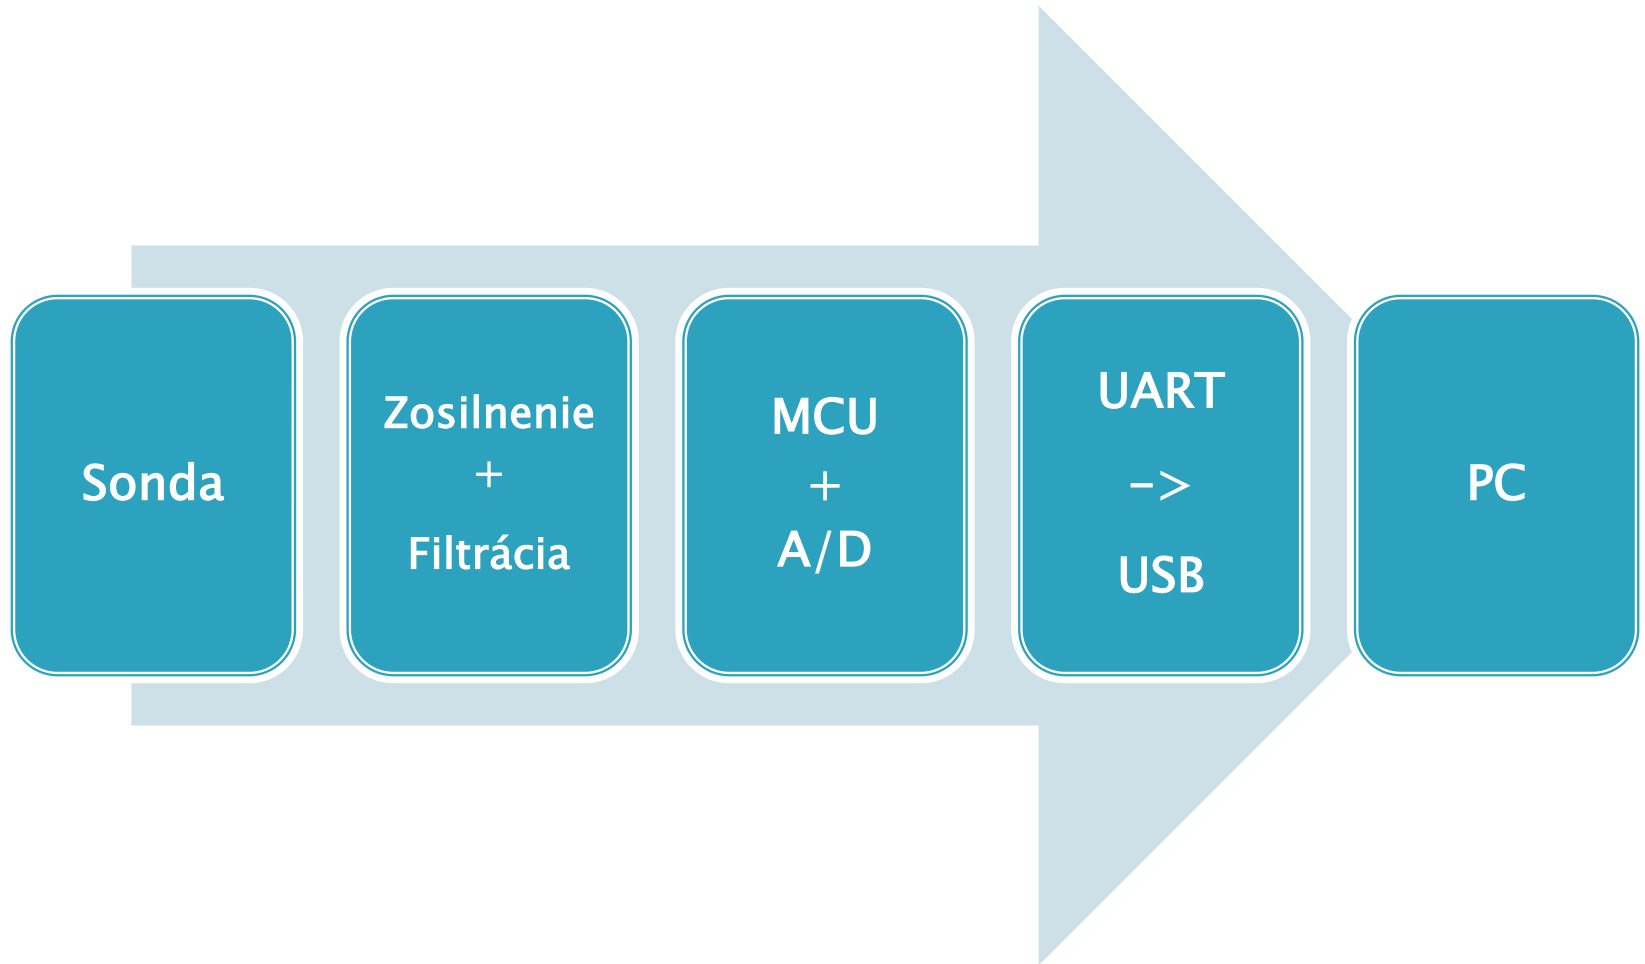 Sonda
Zosilnenie
+
Filtrácia
MCU
+
A/D
UART
->
USB
PC